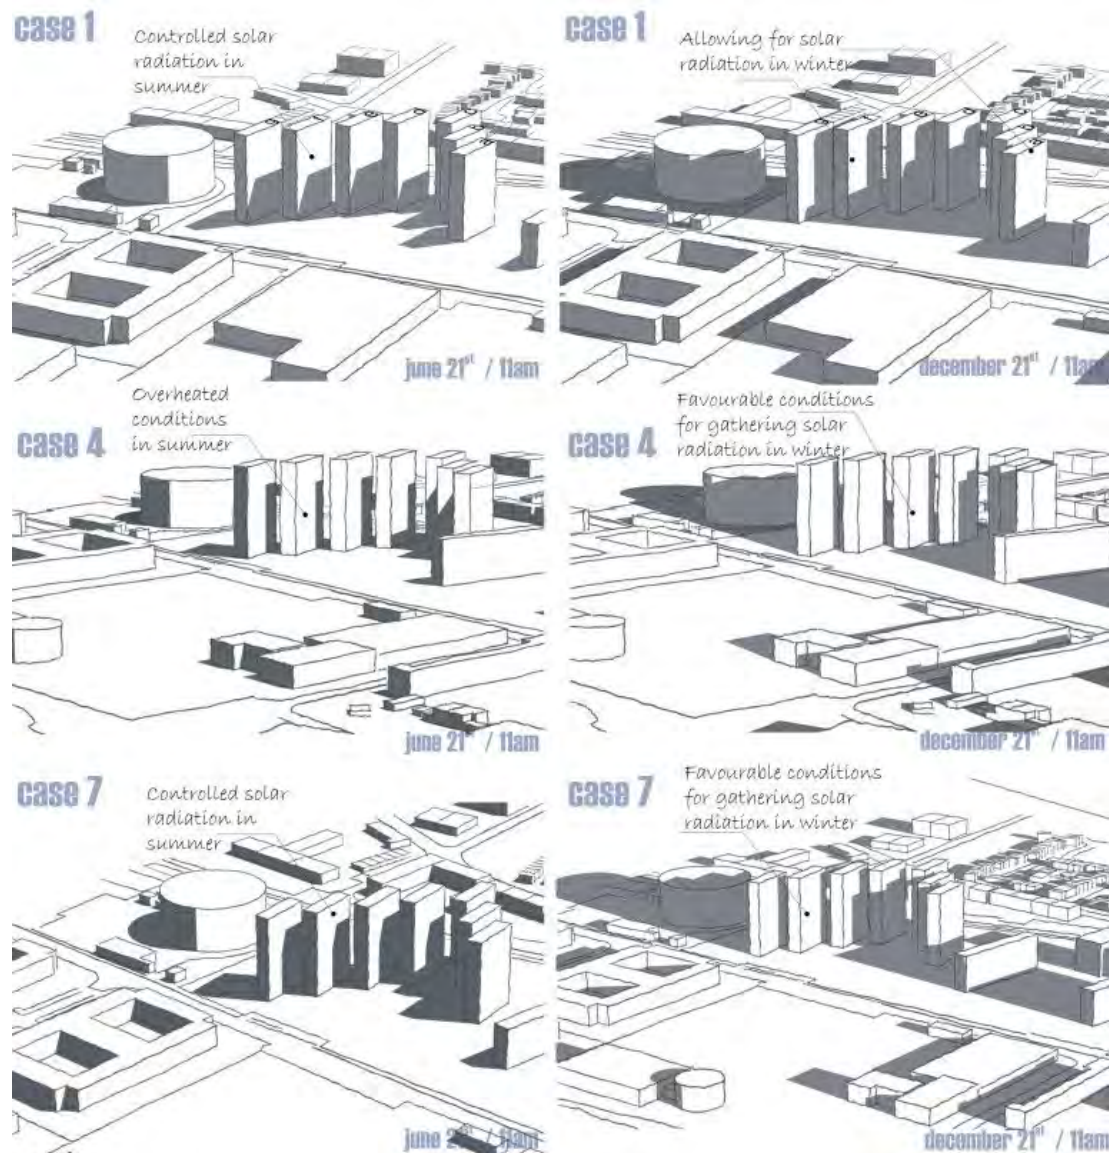 case 1
Controlled solar
radiation in
summer
june 21st / 11am
case 1
Allowing for solar
radiation in winter
december 21st / 11am
case 4
Overheated
conditions
in summer
june 21st / 11am
case 4
Favourable conditions
for gathering solar
radiation in winter
december 21st / 11am
case 7
Controlled solar
radiation in
summer
june 21st / 11am
case 7
Favourable conditions
for gathering solar
radiation in winter
december 21st / 11am